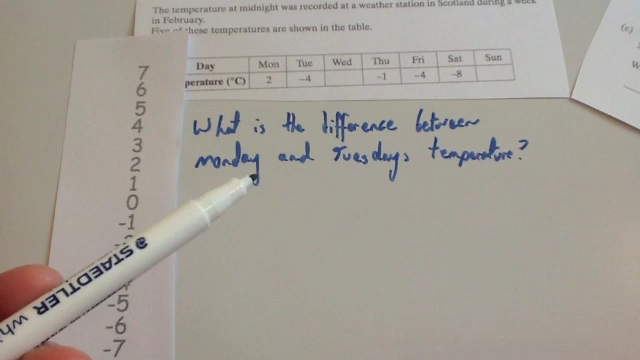 The temperature at midnight was recorded at a weather station in Scotland during a week
in February.
Five of these temperatures are shown in the table.
Day Mon Tue Wed Thu Fri Sat Sun
perature (°C) 2 −4 −1 −4 −8
(c)
W
What is the difference between
monday and Tuesdays temperature?
7
6
5
4
3
2
1
0
-1
-5
-6
-7
STAEDTLER whi